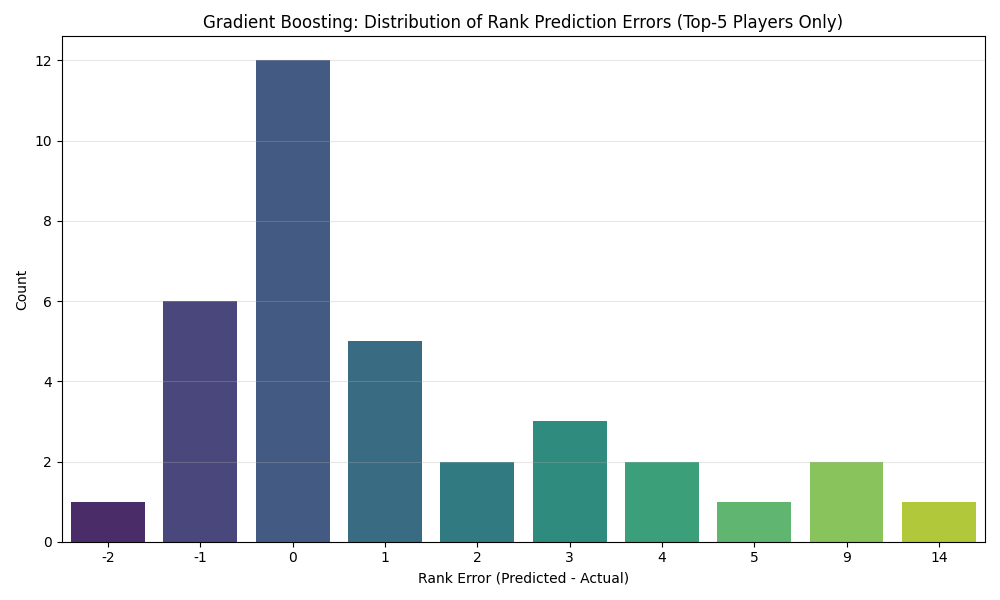 Gradient Boosting: Distribution of Rank Prediction Errors (Top-5 Players Only)
12
10
8
6
4
2
0
Count
-2 -1 0 1 2 3 4 5 9 14
Rank Error (Predicted - Actual)